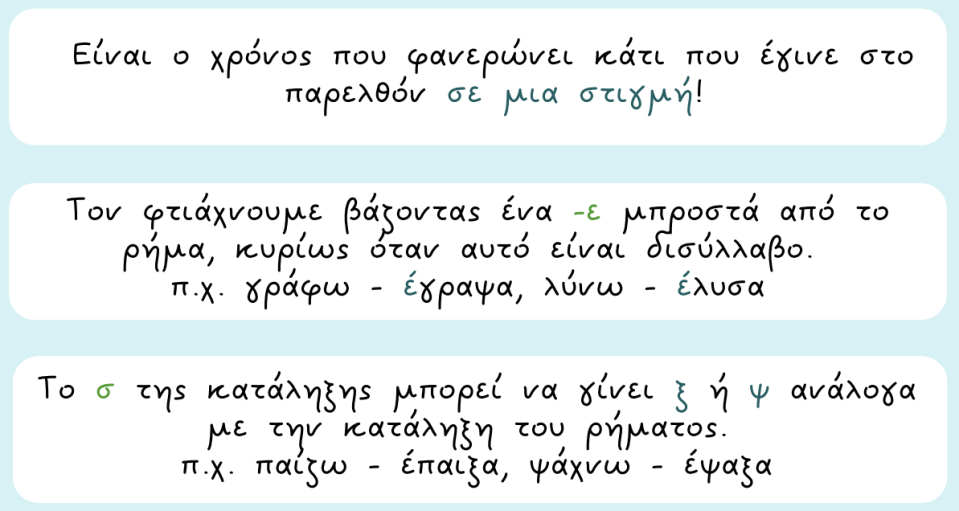 Είναι ο χρόνος που φανερώνει κάτι που έγινε στο
παρελθόν σε μια στιγμή!
Τον φτιάχνουμε βάζοντας ένα -ε μπροστά από το
ρήμα, κυρίως όταν αυτό είναι δισύλλαβο.
π.χ. γράφω - έγραψα, λύνω - έλυσα
Το σ της κατάληξης μπορεί να γίνει ξ ή ψ ανάλογα
με την κατάληξη του ρήματος.
π.χ. παίζω - έπαιξα, ψάχνω - έψαξα